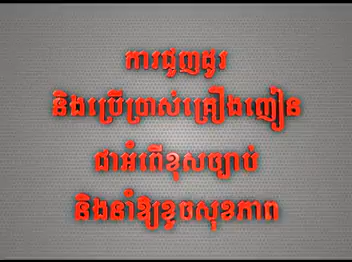 ការជួញដូរ
និងប្រើប្រាស់គ្រឿងញៀន
ជាអំពើខុសច្បាប់
និងនាំឱ្យខូចសុខភាព